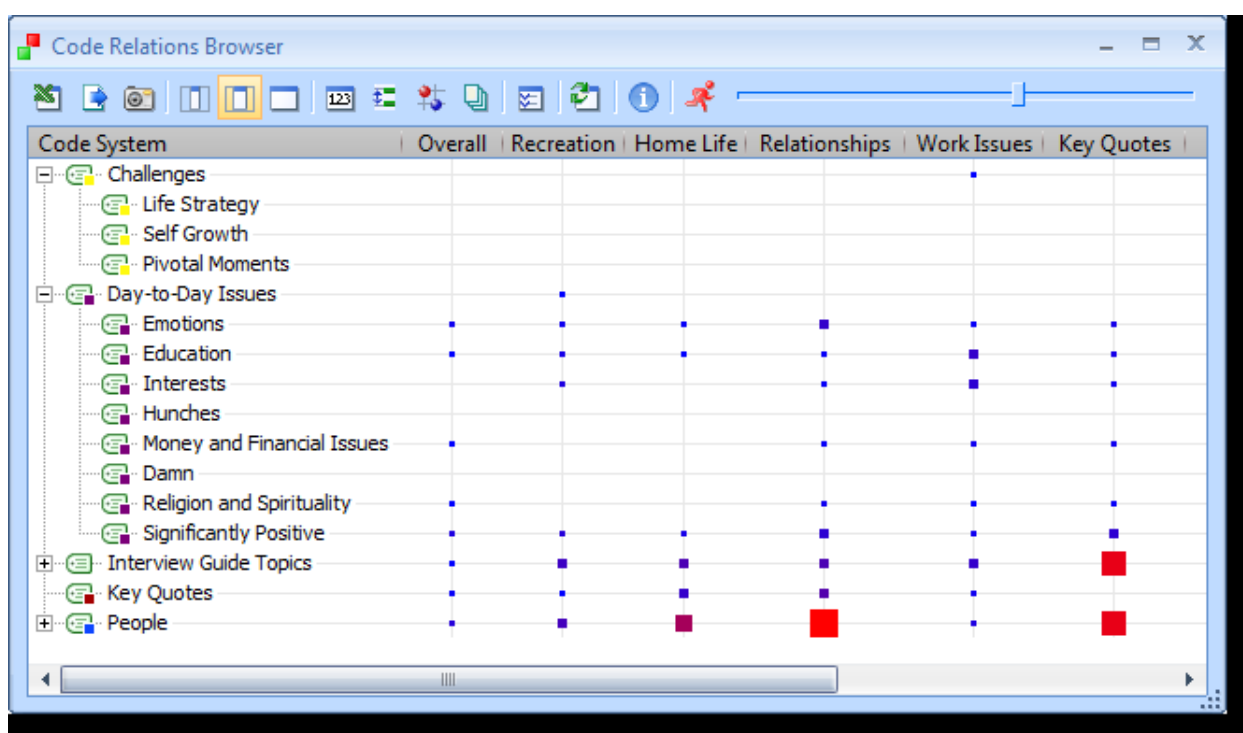 Code Relations Browser
123
Code System Overall Recreation Home Life Relationships Work Issues Key Quotes
Challenges
Life Strategy
Self Growth
Pivotal Moments
Day-to-Day Issues
Emotions
Education
Interests
Hunches
Money and Financial Issues
Damn
Religion and Spirituality
Significantly Positive
Interview Guide Topics
Key Quotes
People